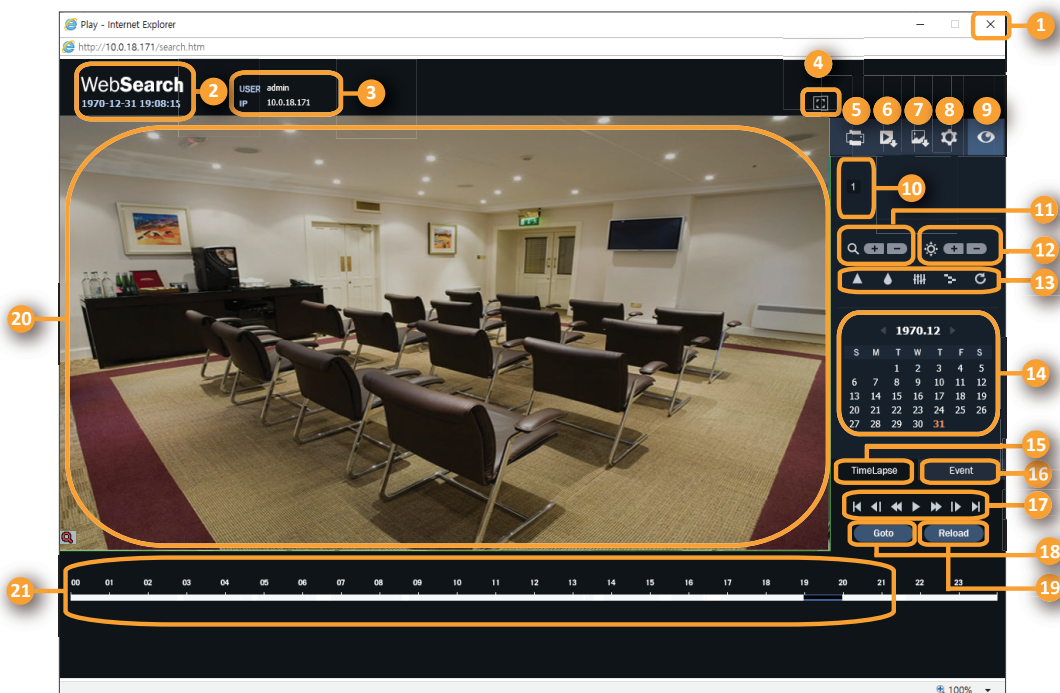 Play - Internet Explorer
1
http://10.0.18.171/search.htm
WebSearch
1970-12-31 19:08:15
2
USER admin
IP 10.0.18.171
3
4
5 6 7 8 9
1
10
11
12
13
1970.12
S M T W T F S
1 2 3 4 5
6 7 8 9 10 11 12
13 14 15 16 17 18 19
20 21 22 23 24 25 26
27 28 29 30 31
14
15
TimeLapse Event
16
17
Goto Reload
18
19
20
21
00 01 02 03 04 05 06 07 08 09 10 11 12 13 14 15 16 17 18 19 20 21 22 23
100%